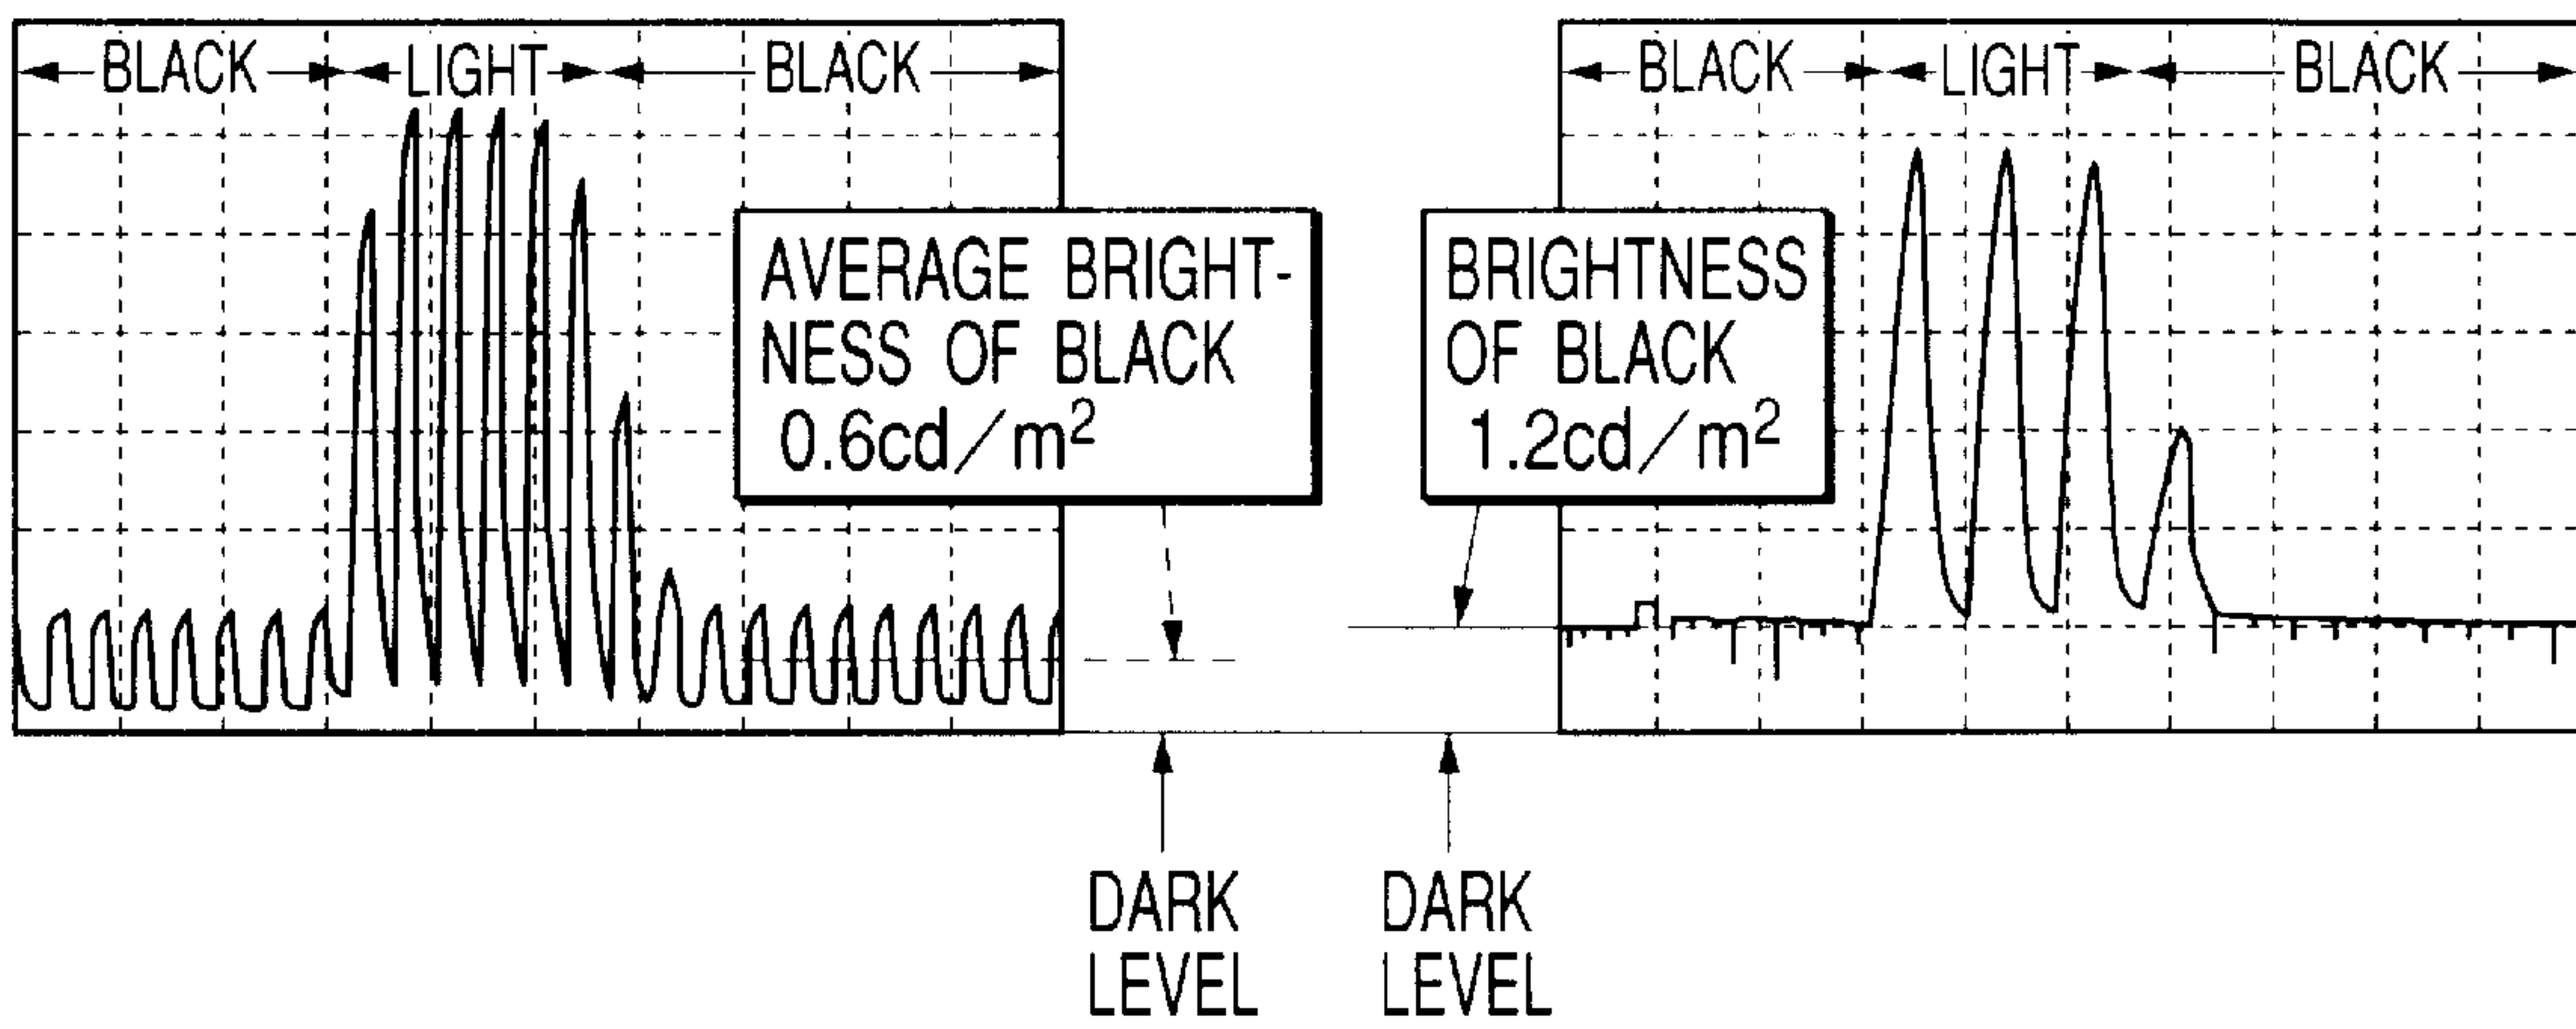 BLACK LIGHT BLACK
AVERAGE BRIGHT-
NESS OF BLACK
0.6cd/m²
DARK
LEVEL
BLACK LIGHT BLACK
BRIGHTNESS
OF BLACK
1.2cd/m²
DARK
LEVEL